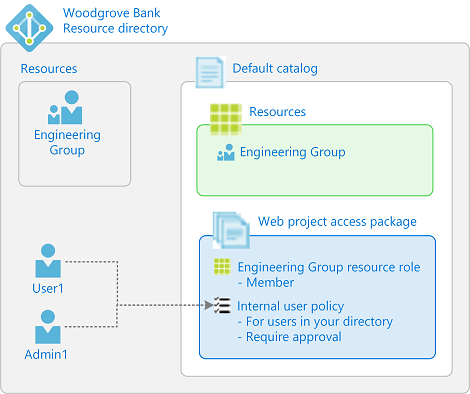 Woodgrove Bank
Resource directory
Resources
Engineering
Group
Default catalog
Resources
Engineering Group
Web project access package
Engineering Group resource role
- Member
Internal user policy
- For users in your directory
- Require approval
User1
Admin1